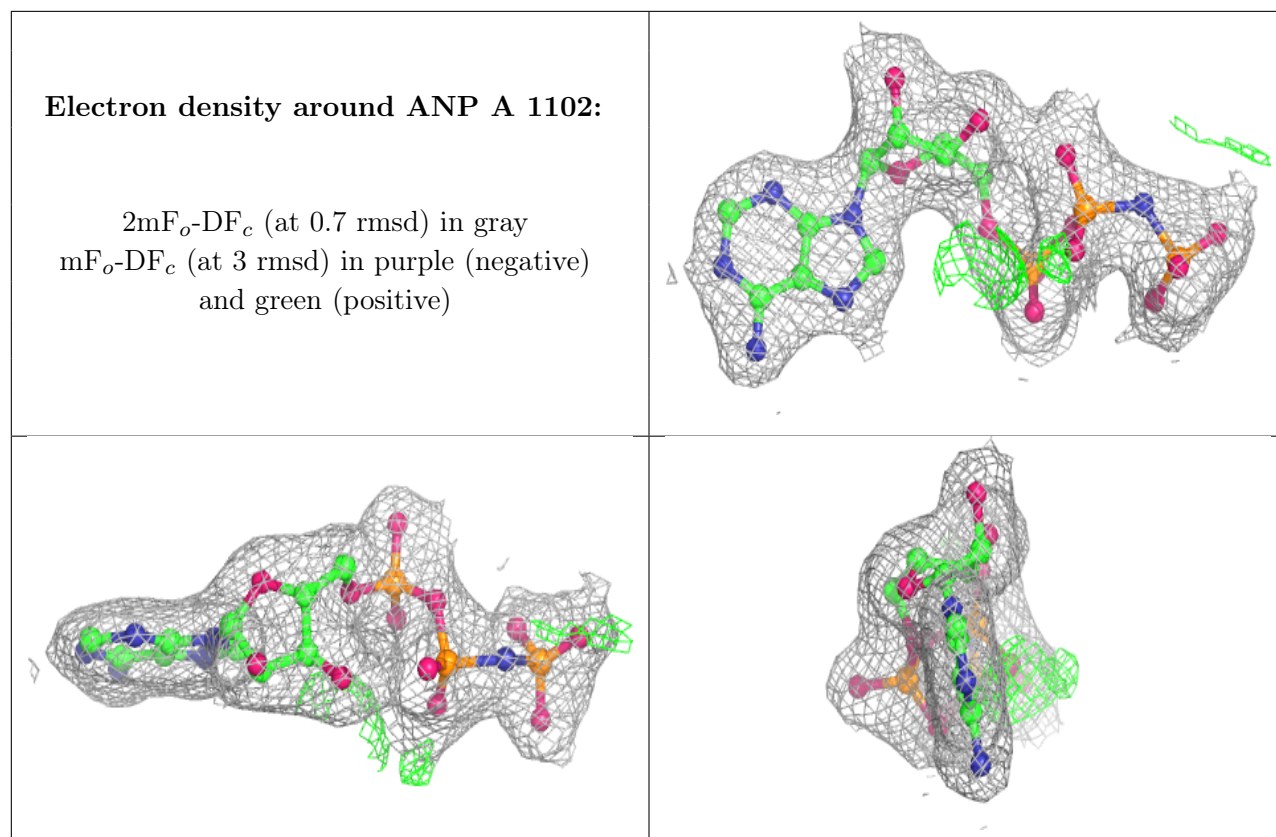 Electron density around ANP A 1102:
2mFₒ-DF𝒸 (at 0.7 rmsd) in gray
mFₒ-DF𝒸 (at 3 rmsd) in purple (negative)
and green (positive)